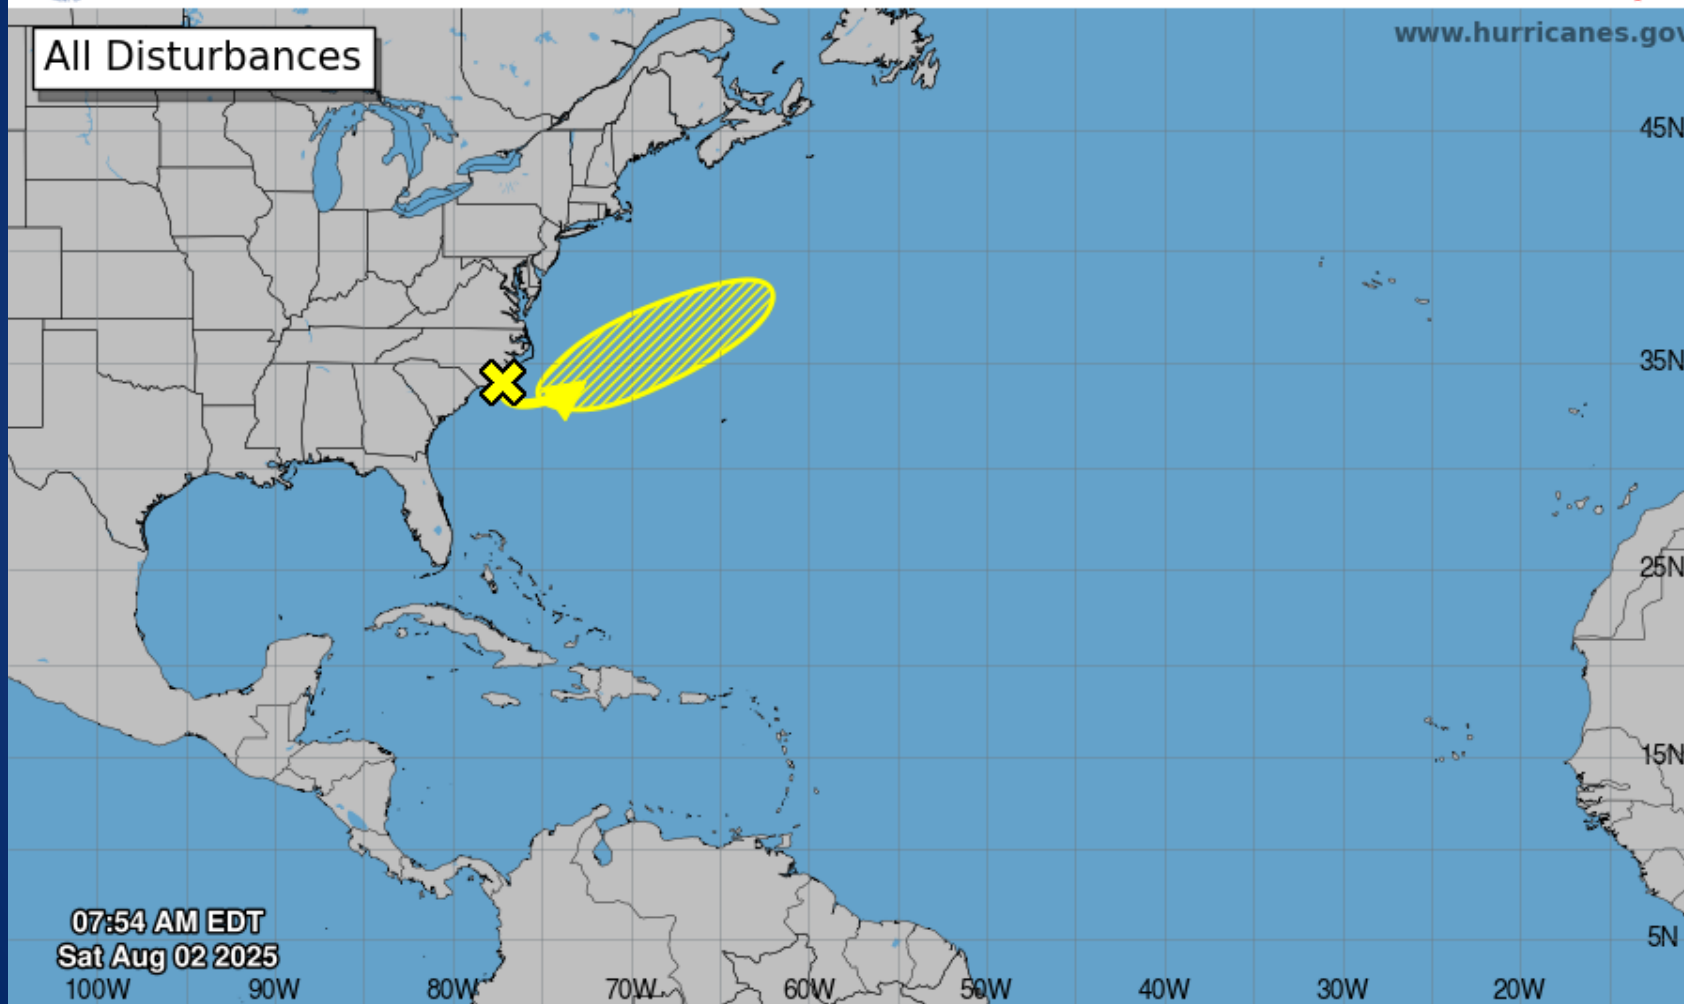 www.hurricanes.gov
All Disturbances
45N
35N
25N
15N
5N
07:54 AM EDT
Sat Aug 02 2025
100W 90W 80W 70W 60W 50W 40W 30W 20W